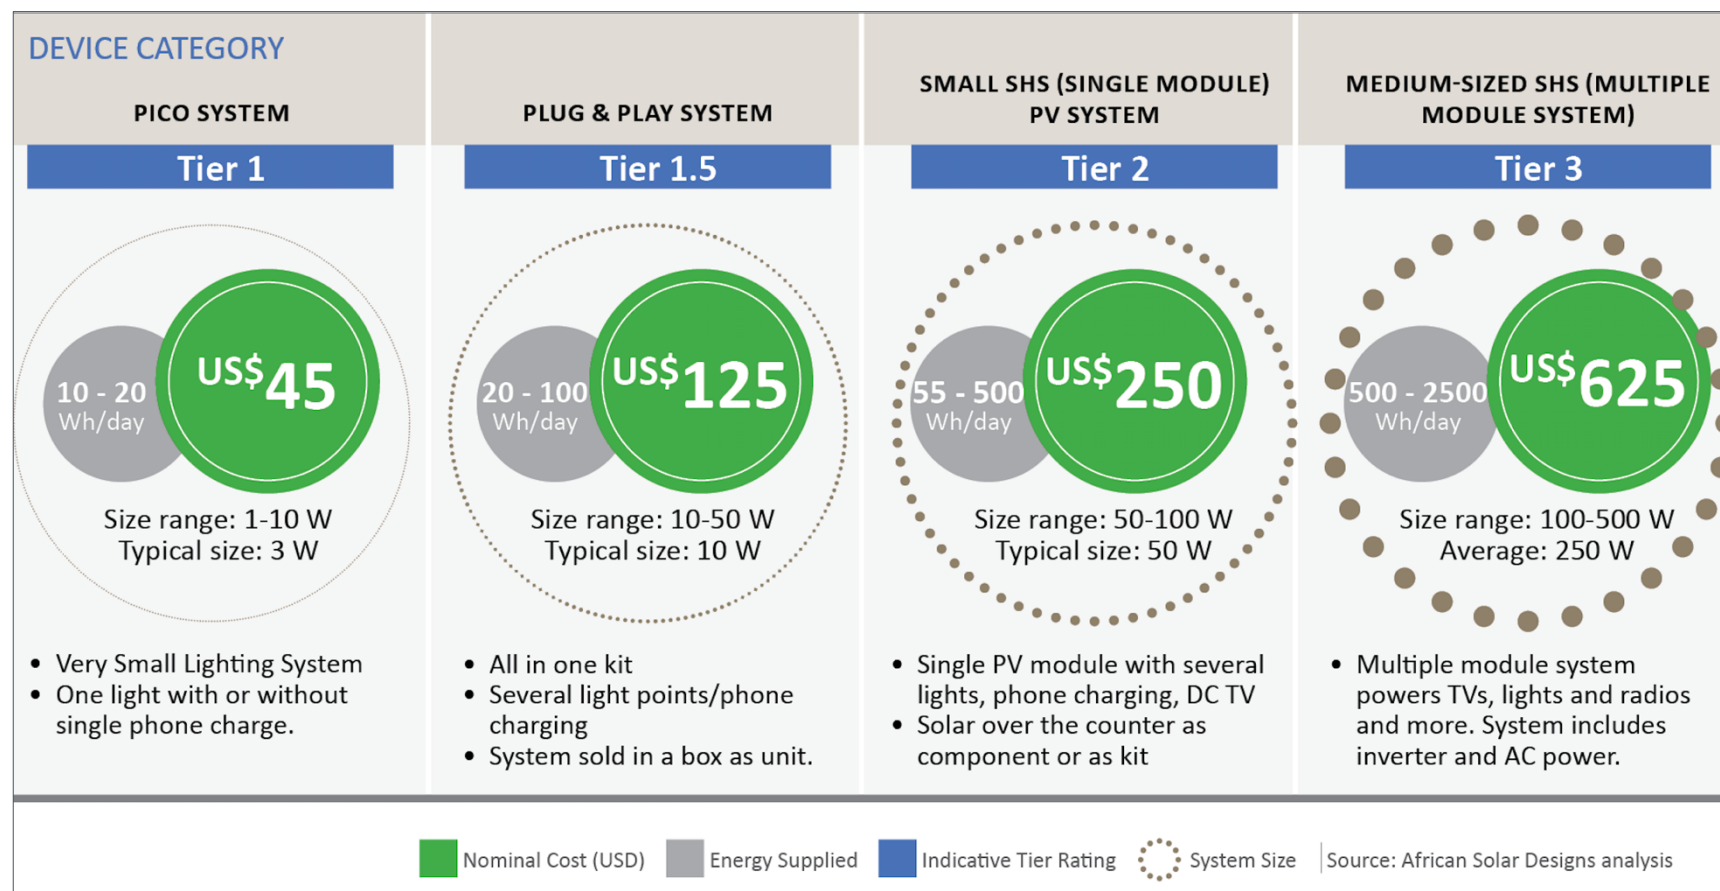 DEVICE CATEGORY
PICO SYSTEM
Tier 1
10 - 20
Wh/day
US$45
Size range: 1-10 W
Typical size: 3 W
• Very Small Lighting System
• One light with or without
single phone charge.
PLUG & PLAY SYSTEM
Tier 1.5
20 - 100
Wh/day
US$125
Size range: 10-50 W
Typical size: 10 W
• All in one kit
• Several light points/phone
charging
• System sold in a box as unit.
SMALL SHS (SINGLE MODULE)
PV SYSTEM
Tier 2
55 - 500
Wh/day
US$250
Size range: 50-100 W
Typical size: 50 W
• Single PV module with several
lights, phone charging, DC TV
• Solar over the counter as
component or as kit
MEDIUM-SIZED SHS (MULTIPLE
MODULE SYSTEM)
Tier 3
500 - 2500
Wh/day
US$625
Size range: 100-500 W
Average: 250 W
• Multiple module system
powers TVs, lights and radios
and more. System includes
inverter and AC power.
Nominal Cost (USD)
Energy Supplied
Indicative Tier Rating
System Size
Source: African Solar Designs analysis